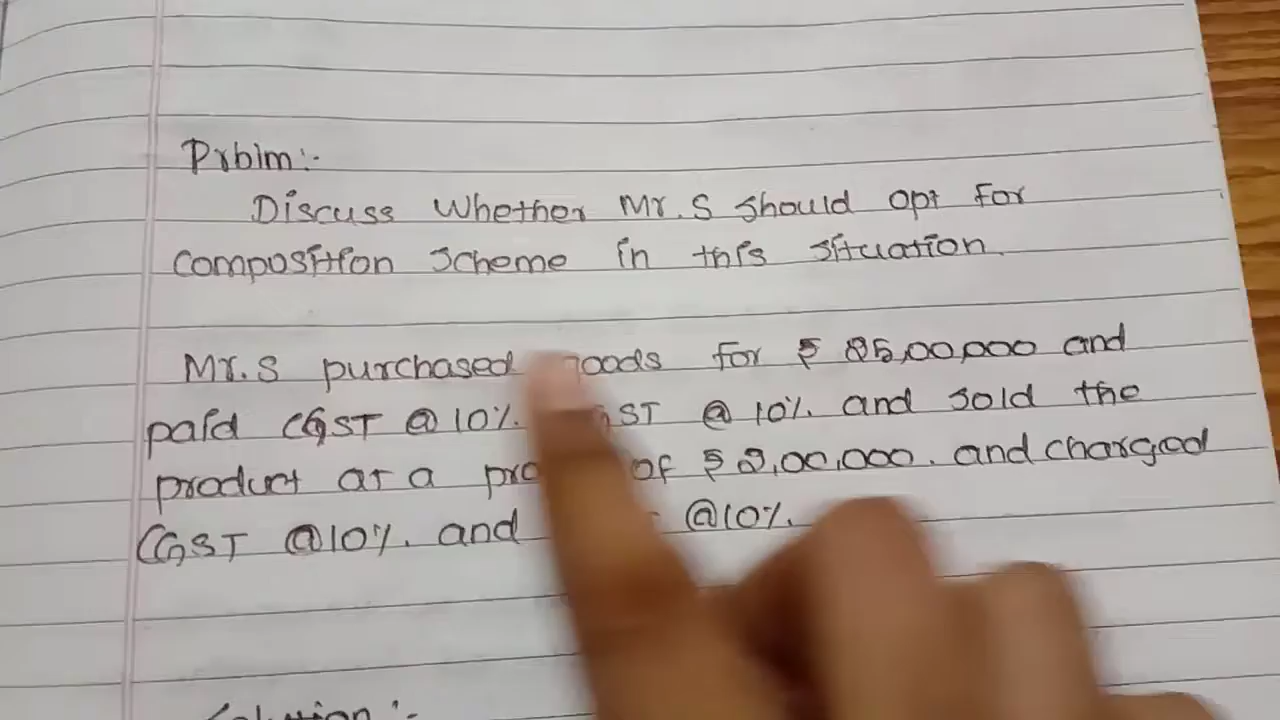 Prblm:-
Discuss Whether Mr.S Should opt For
Composition Scheme in this Situation.
Mr.S purchased goods for ₹ 85,00,000 and
paid CGST @ 10%. @ 10%. and sold the
product at a of ₹ 2,00,000. and charged
CGST @10%. and @10%.
Solution :-